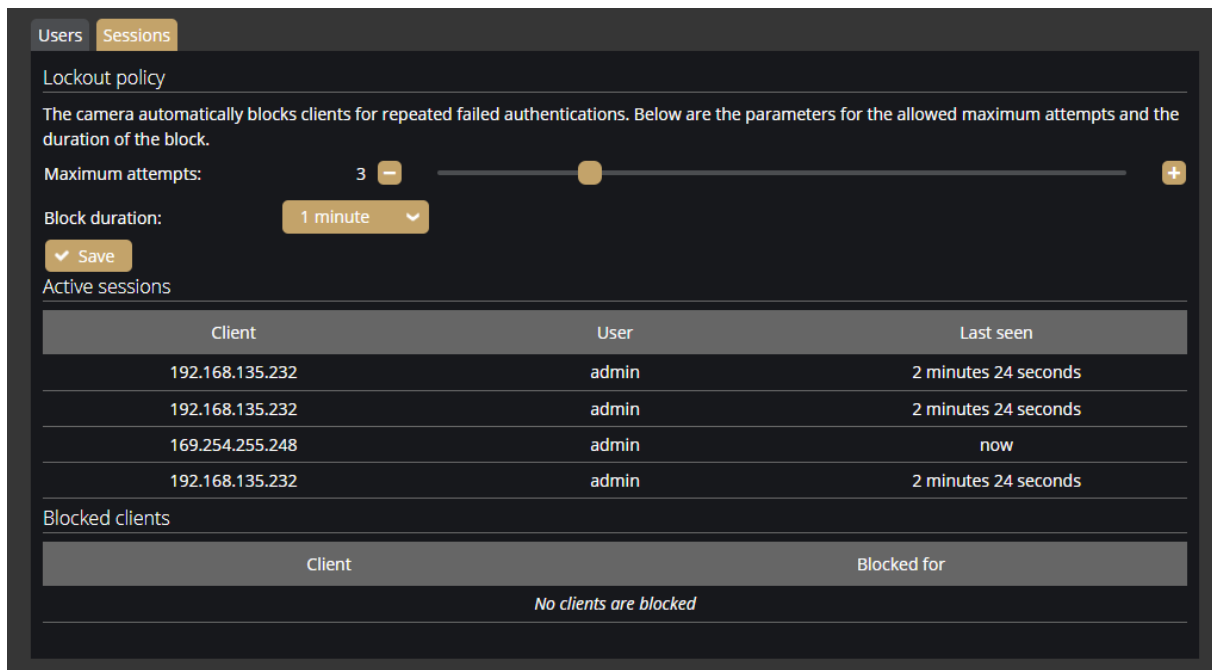 Users Sessions
Lockout policy
The camera automatically blocks clients for repeated failed authentications. Below are the parameters for the allowed maximum attempts and the
duration of the block.
Maximum attempts: 3
Block duration: 1 minute
Save
Active sessions
Client User Last seen
192.168.135.232 admin 2 minutes 24 seconds
192.168.135.232 admin 2 minutes 24 seconds
169.254.255.248 admin now
192.168.135.232 admin 2 minutes 24 seconds
Blocked clients
Client Blocked for
No clients are blocked